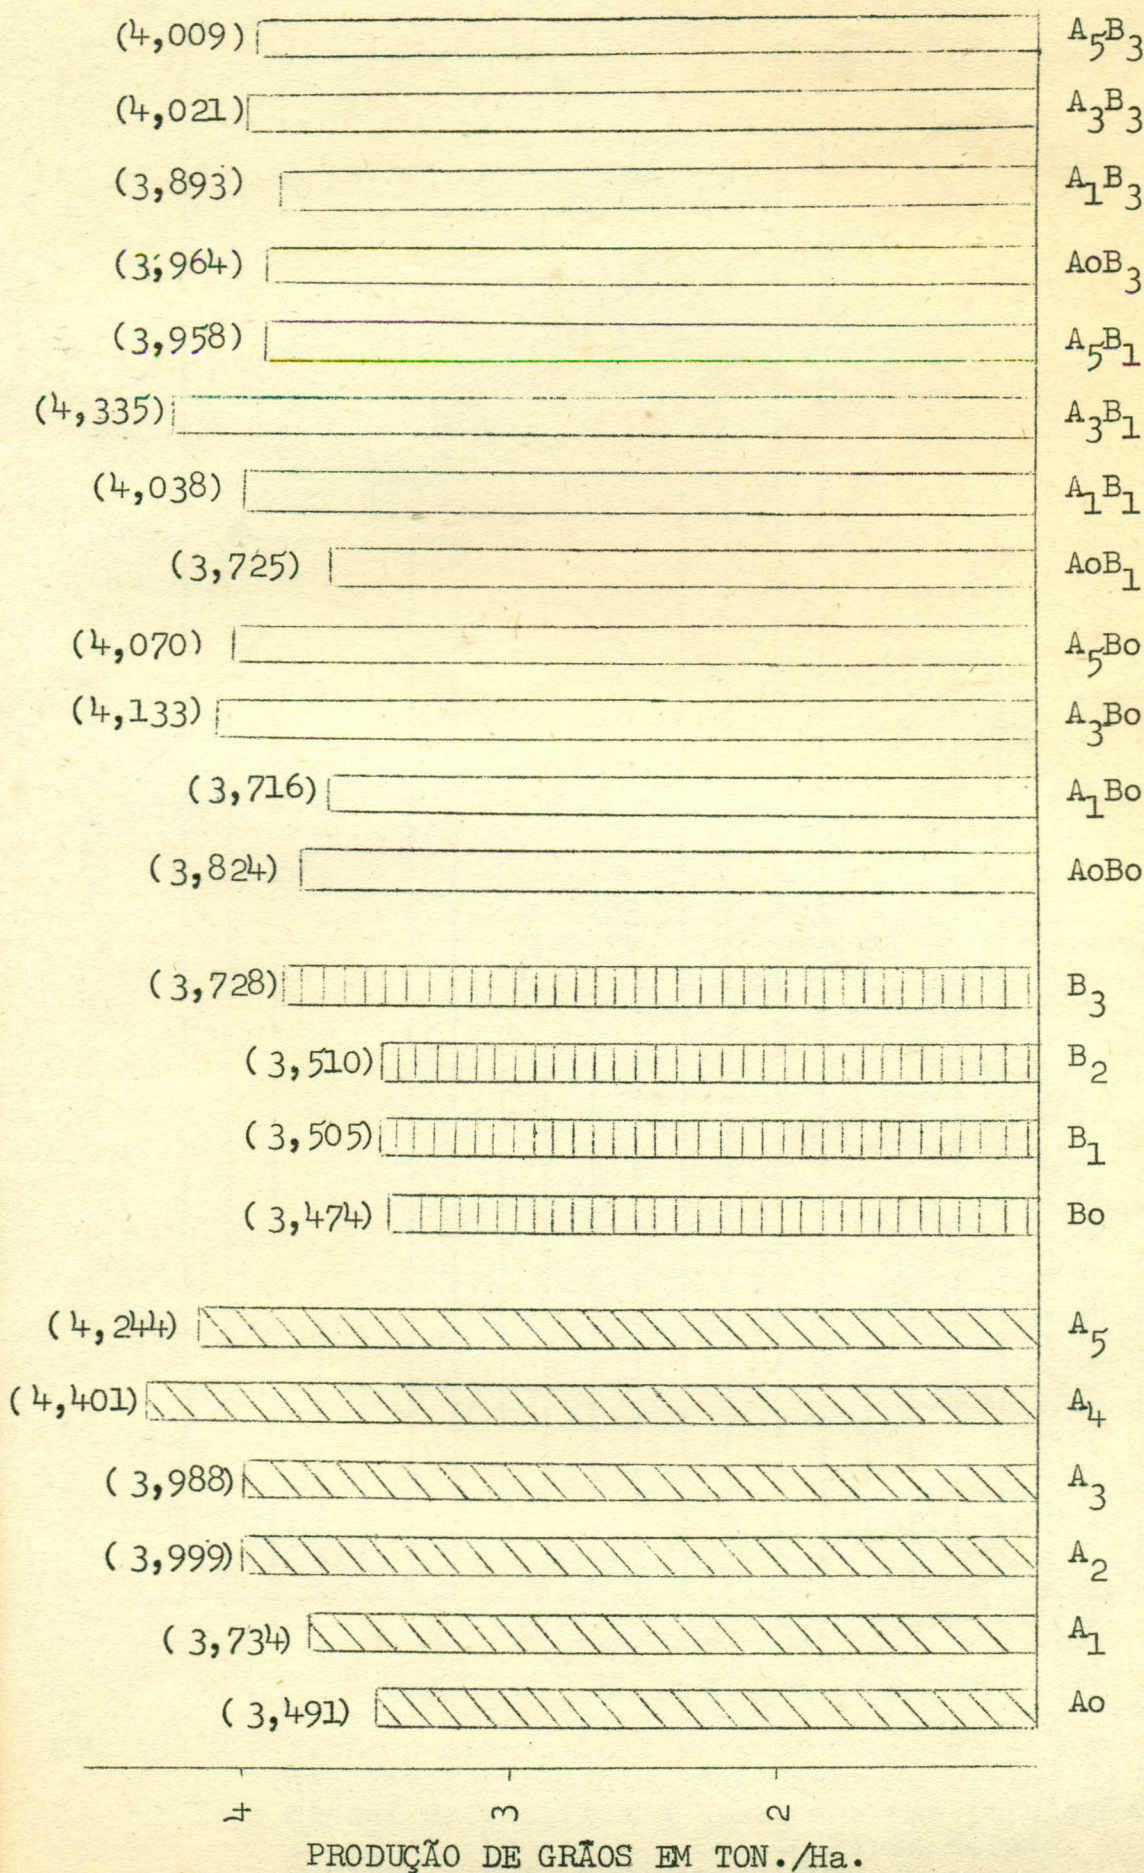 (4,009) A5B3
(4,021) A3B3
(3,893) A1B3
(3,964) AoB3
(3,958) A5B1
(4,335) A3B1
(4,038) A1B1
(3,725) AoB1
(4,070) A5Bo
(4,133) A3Bo
(3,716) A1Bo
(3,824) AoBo
(3,728) B3
(3,510) B2
(3,505) B1
(3,474) Bo
(4,244) A5
(4,401) A4
(3,988) A3
(3,999) A2
(3,734) A1
(3,491) Ao
4 3 2
PRODUÇÃO DE GRÃOS EM TON./Ha.